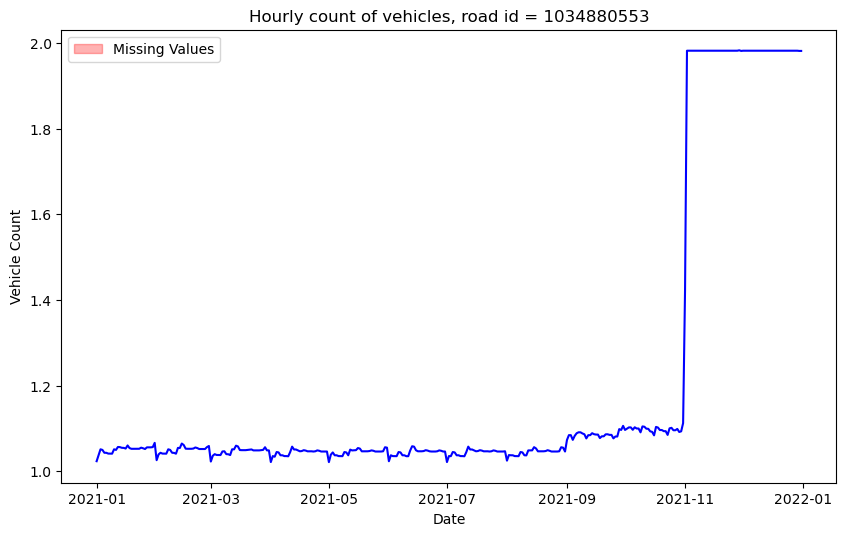 Hourly count of vehicles, road id = 1034880553
Missing Values
Vehicle Count
2.0
1.8
1.6
1.4
1.2
1.0
2021-01 2021-03 2021-05 2021-07 2021-09 2021-11 2022-01
Date